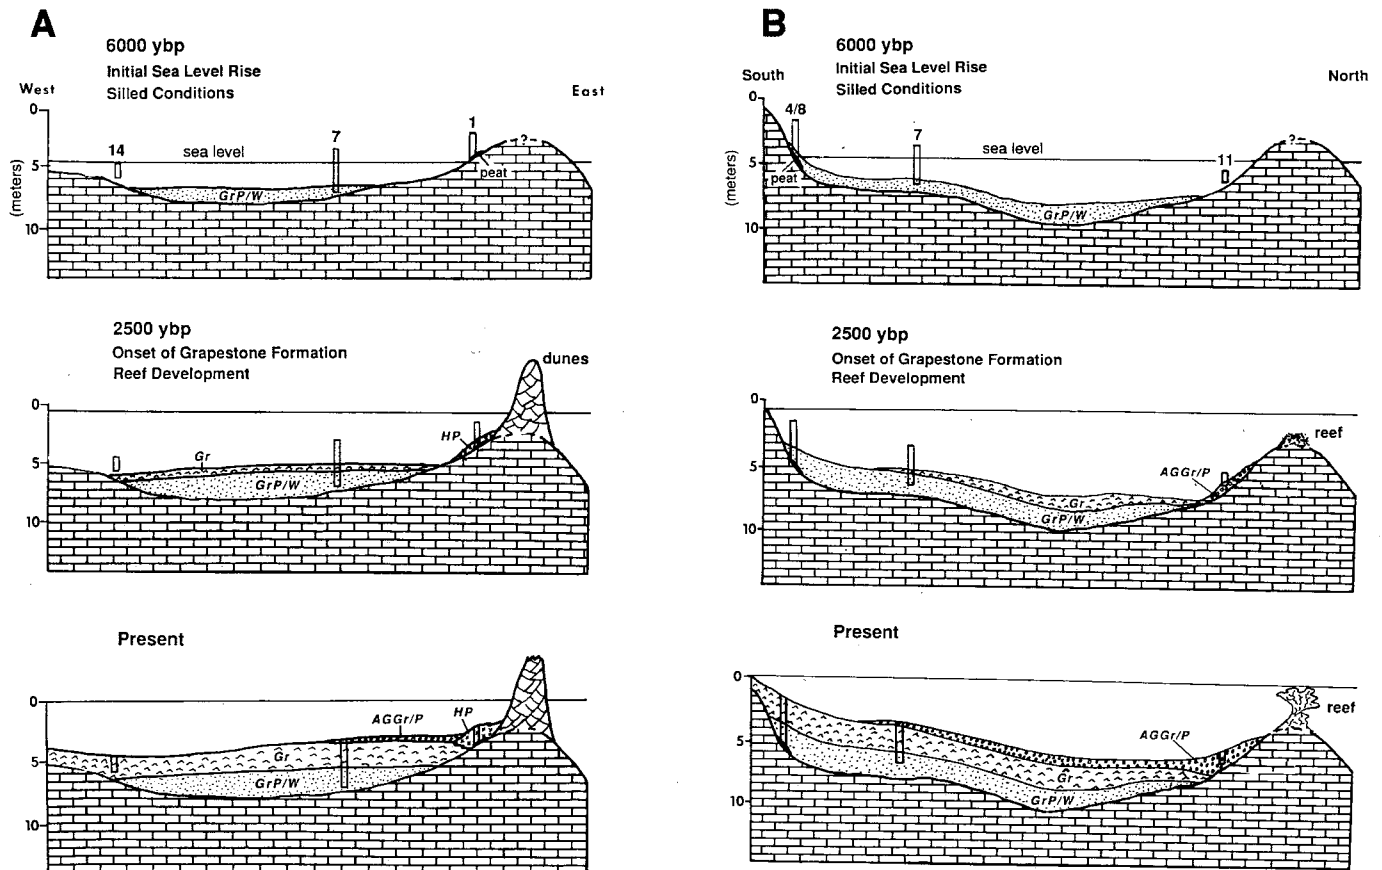 A
6000 ybp
Initial Sea Level Rise
Silled Conditions
West
East
0
5
10
(meters)
14
7
1
sea level
?
peat
GrP/W
2500 ybp
Onset of Grapestone Formation
Reef Development
dunes
0
5
10
HP
Gr
GrP/W
Present
0
5
10
AGGr/P
HP
Gr
GrP/W
B
6000 ybp
Initial Sea Level Rise
Silled Conditions
South
North
0
5
10
(meters)
4/8
7
11
sea level
?
peat
GrP/W
2500 ybp
Onset of Grapestone Formation
Reef Development
0
5
10
reef
AGGr/P
Gr
GrP/W
Present
0
5
10
reef
AGGr/P
Gr
GrP/W